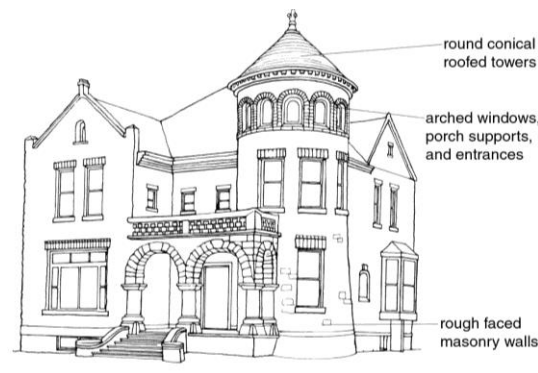 round conical
roofed towers
arched windows,
porch supports,
and entrances
rough faced
masonry walls